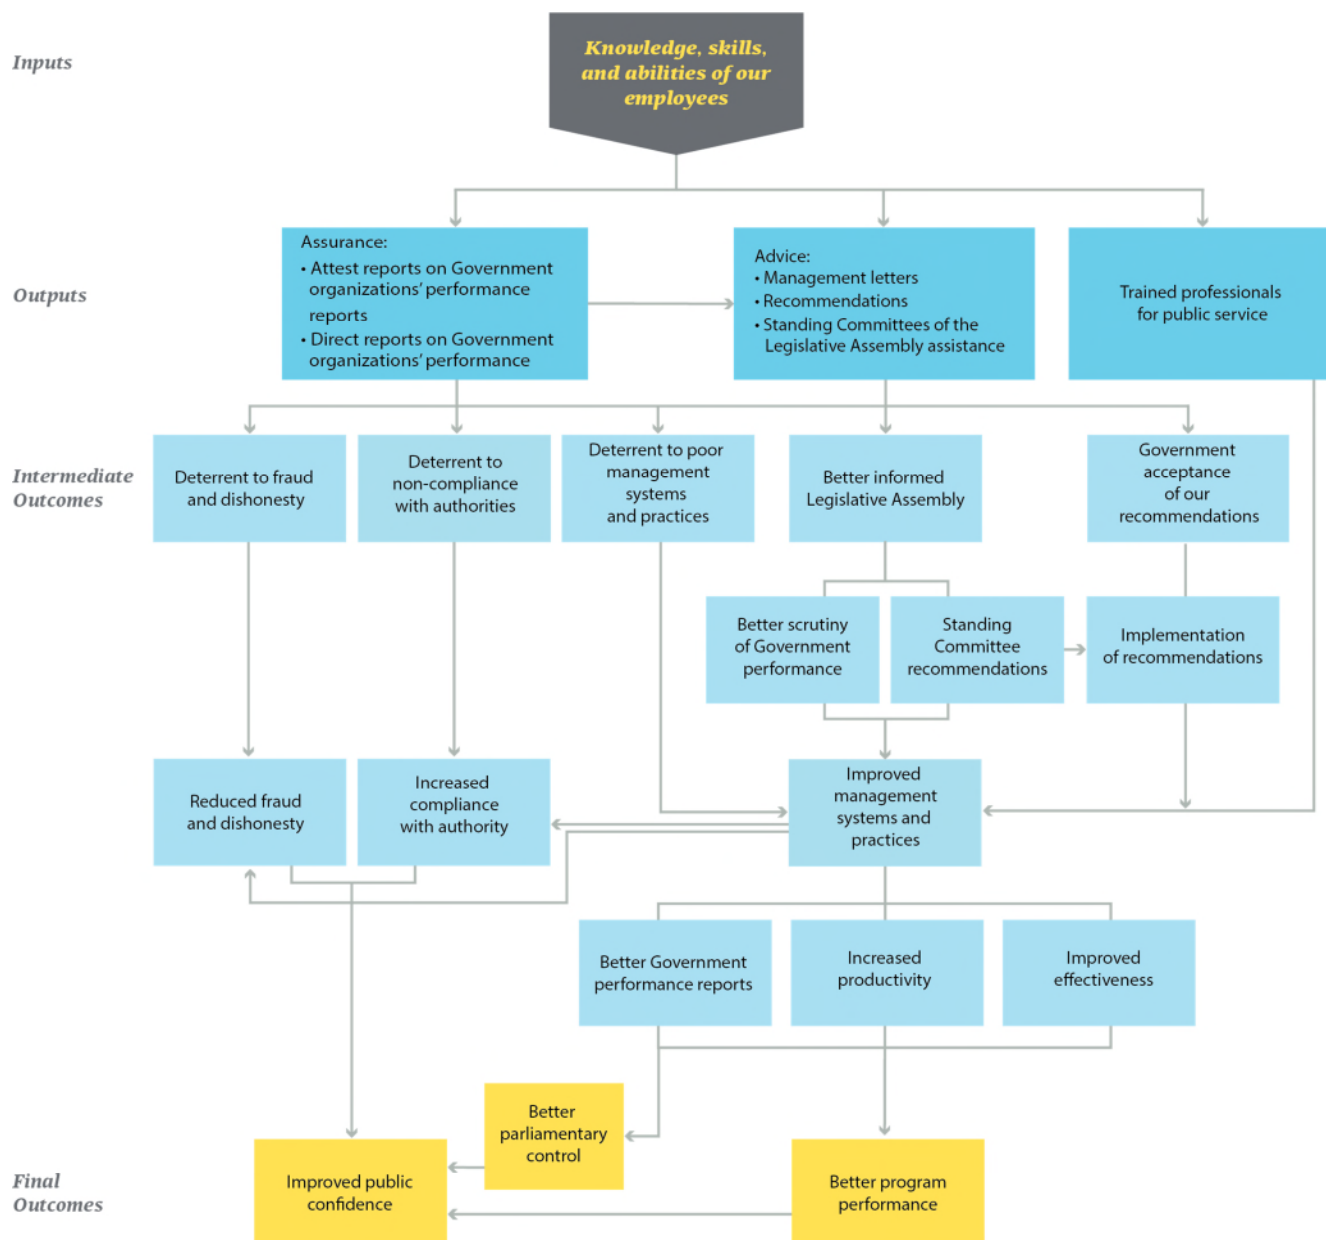 Inputs
Knowledge, skills,
and abilities of our
employees
Outputs
Assurance:
• Attest reports on Government
organizations’ performance
reports
• Direct reports on Government
organizations’ performance
Advice:
• Management letters
• Recommendations
• Standing Committees of the
Legislative Assembly assistance
Trained professionals
for public service
Intermediate
Outcomes
Deterrent to fraud
and dishonesty
Deterrent to
non-compliance
with authorities
Deterrent to poor
management
systems
and practices
Better informed
Legislative Assembly
Government
acceptance
of our
recommendations
Better scrutiny
of Government
performance
Standing
Committee
recommendations
Implementation
of recommendations
Reduced fraud
and dishonesty
Increased
compliance
with authority
Improved
management
systems and
practices
Better Government
performance reports
Increased
productivity
Improved
effectiveness
Final
Outcomes
Improved public
confidence
Better
parliamentary
control
Better program
performance